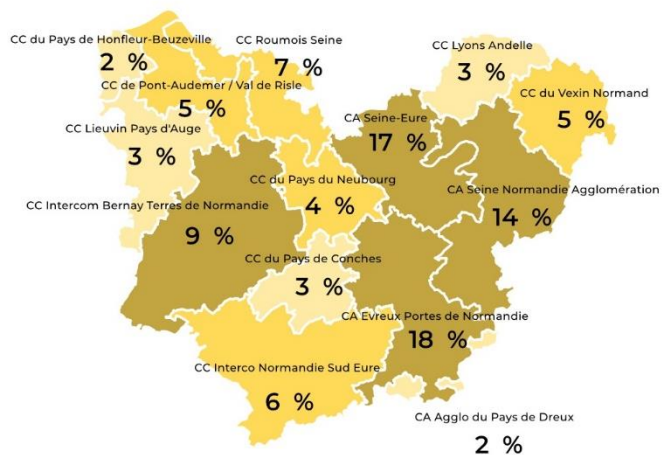 CC du Pays de Honfleur-Beuzeville
2 %
CC Roumois Seine
7 %
CC Lyons Andelle
3 %
CC de Pont-Audemer / Val de Risle
5 %
CC du Vexin Normand
5 %
CA Seine-Eure
17 %
CC Lieuvin Pays d'Auge
3 %
CC du Pays du Neubourg
4 %
CA Seine Normandie Agglomération
14 %
CC Intercom Bernay Terres de Normandie
9 %
CC du Pays de Conches
3 %
CA Evreux Portes de Normandie
18 %
CC Interco Normandie Sud Eure
6 %
CA Agglo du Pays de Dreux
2 %